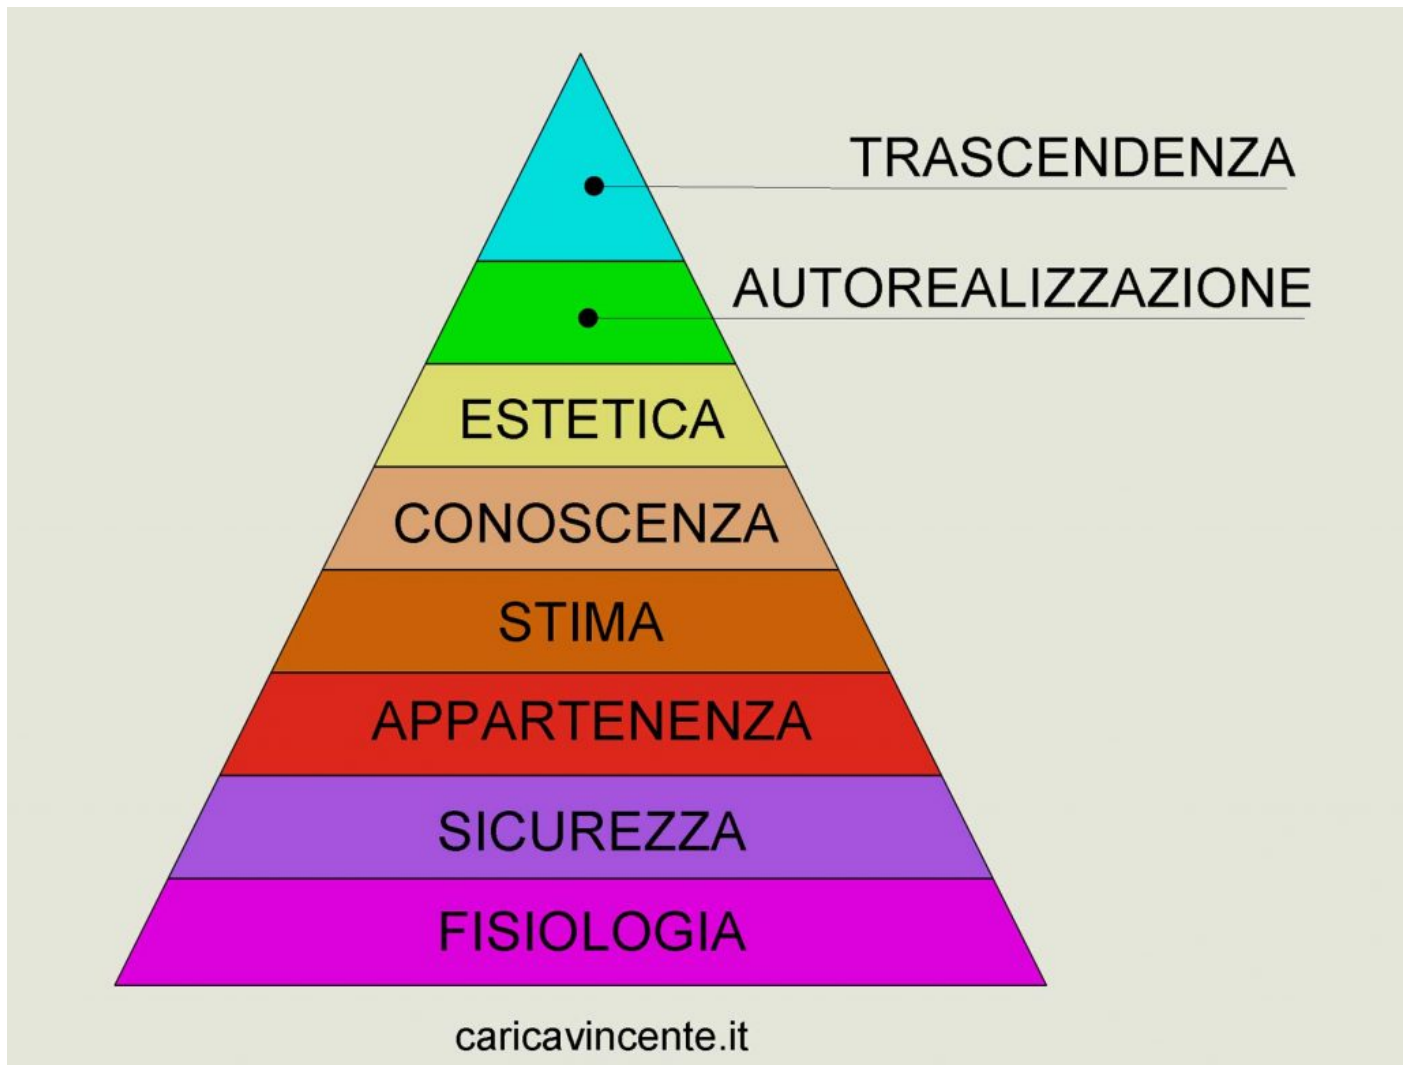 TRASCENDENZA
AUTOREALIZZAZIONE
ESTETICA
CONOSCENZA
STIMA
APPARTENENZA
SICUREZZA
FISIOLOGIA
caricavincente.it